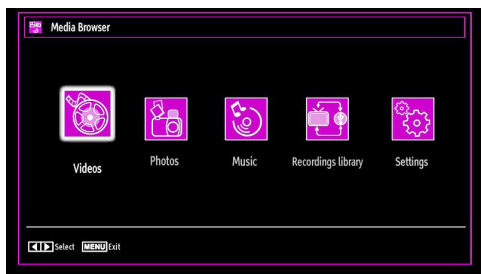 Media Browser
Videos
Photos
Music
Recordings library
Settings
Select MENU Exit